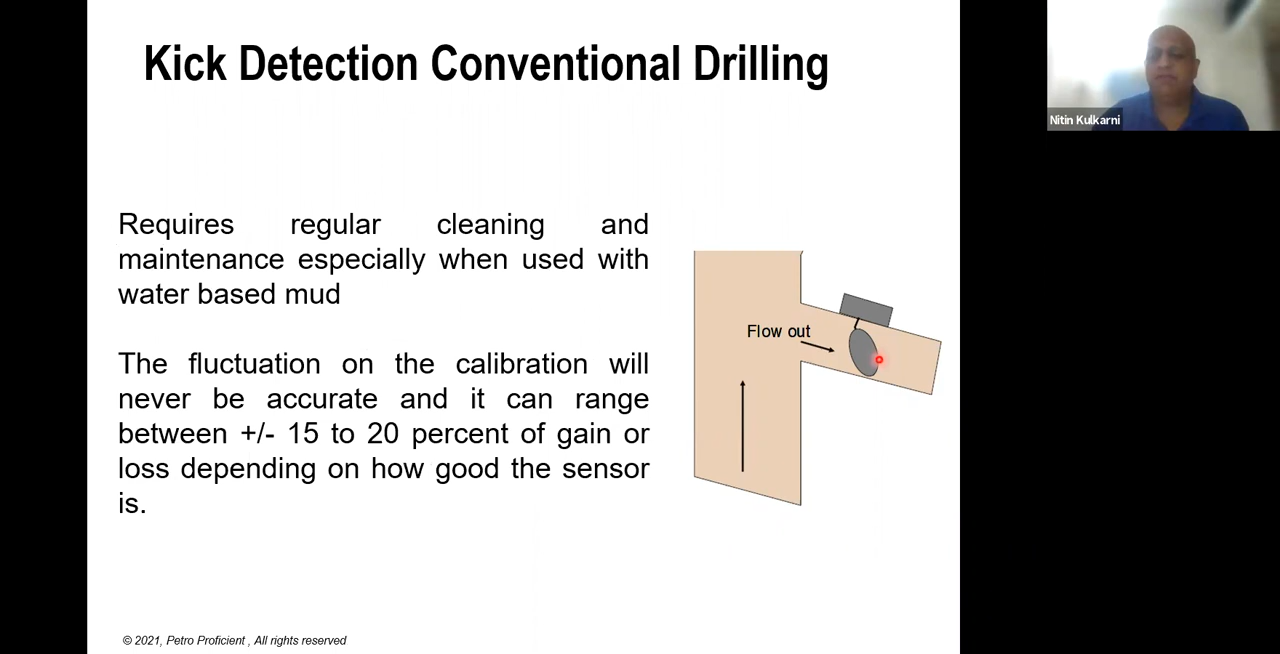 Kick Detection Conventional Drilling
Nitin Kulkarni
Requires regular cleaning and
maintenance especially when used with
water based mud
The fluctuation on the calibration will
never be accurate and it can range
between +/- 15 to 20 percent of gain or
loss depending on how good the sensor
is.
Flow out
© 2021, Petro Proficient , All rights reserved